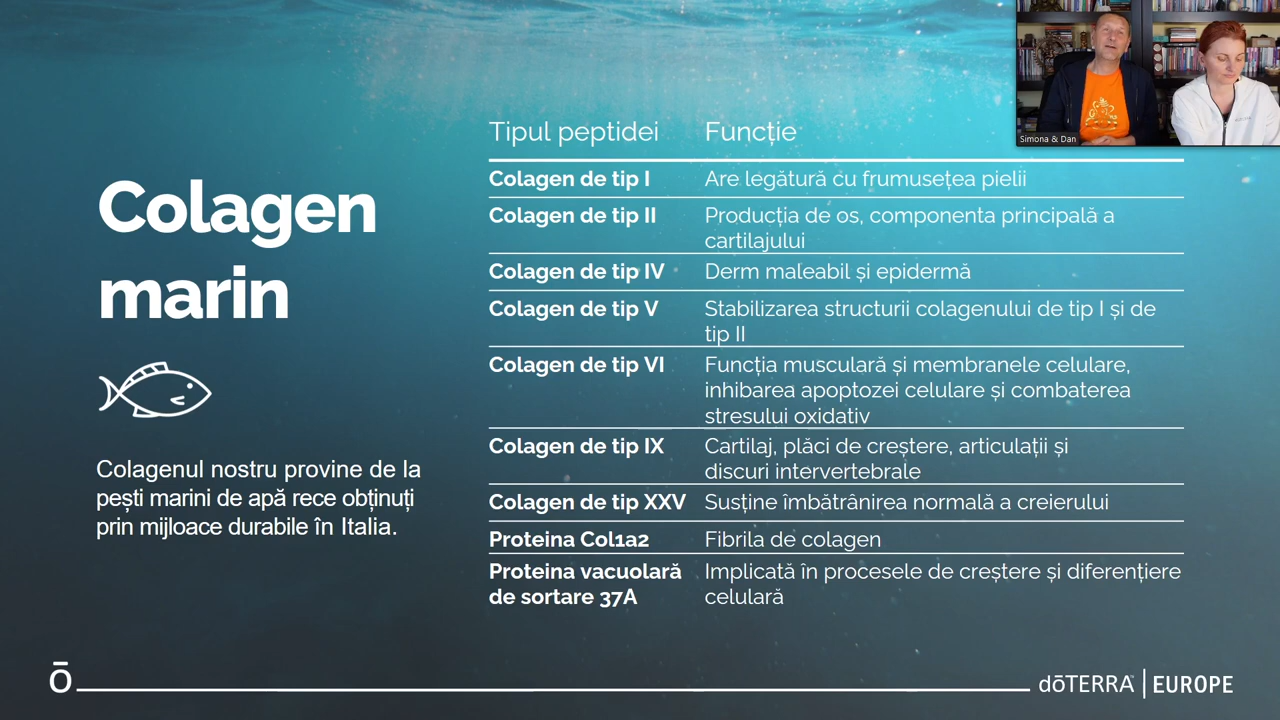 Simona & Dan
Colagen
marin
Colagenul nostru provine de la
pești marini de apă rece obținuți
prin mijloace durabile în Italia.
Tipul peptidei Funcție
Colagen de tip I Are legătură cu frumusețea pielii
Colagen de tip II Producția de os, componenta principală a
cartilajului
Colagen de tip IV Derm maleabil și epidermă
Colagen de tip V Stabilizarea structurii colagenului de tip I și de
tip II
Colagen de tip VI Funcția musculară și membranele celulare,
inhibarea apoptozei celulare și combaterea
stresului oxidativ
Colagen de tip IX Cartilaj, plăci de creștere, articulații și
discuri intervertebrale
Colagen de tip XXV Susține îmbătrânirea normală a creierului
Proteina Col1a2 Fibrila de colagen
Proteina vacuolară Implicată în procesele de creștere și diferențiere
de sortare 37A celulară
ō
dōTERRA | EUROPE